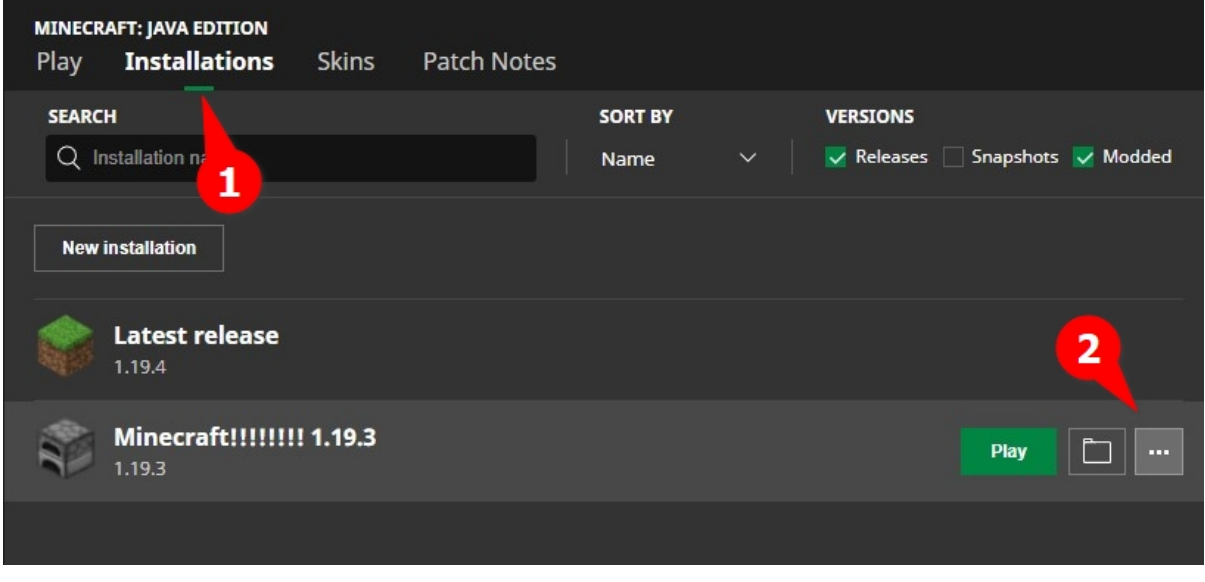 MINECRAFT: JAVA EDITION
Play Installations Skins Patch Notes
SEARCH SORT BY VERSIONS
Installation na Name Releases Snapshots Modded
1
New installation
Latest release
1.19.4
2
Minecraft!!!!!!!! 1.19.3
1.19.3
Play ...